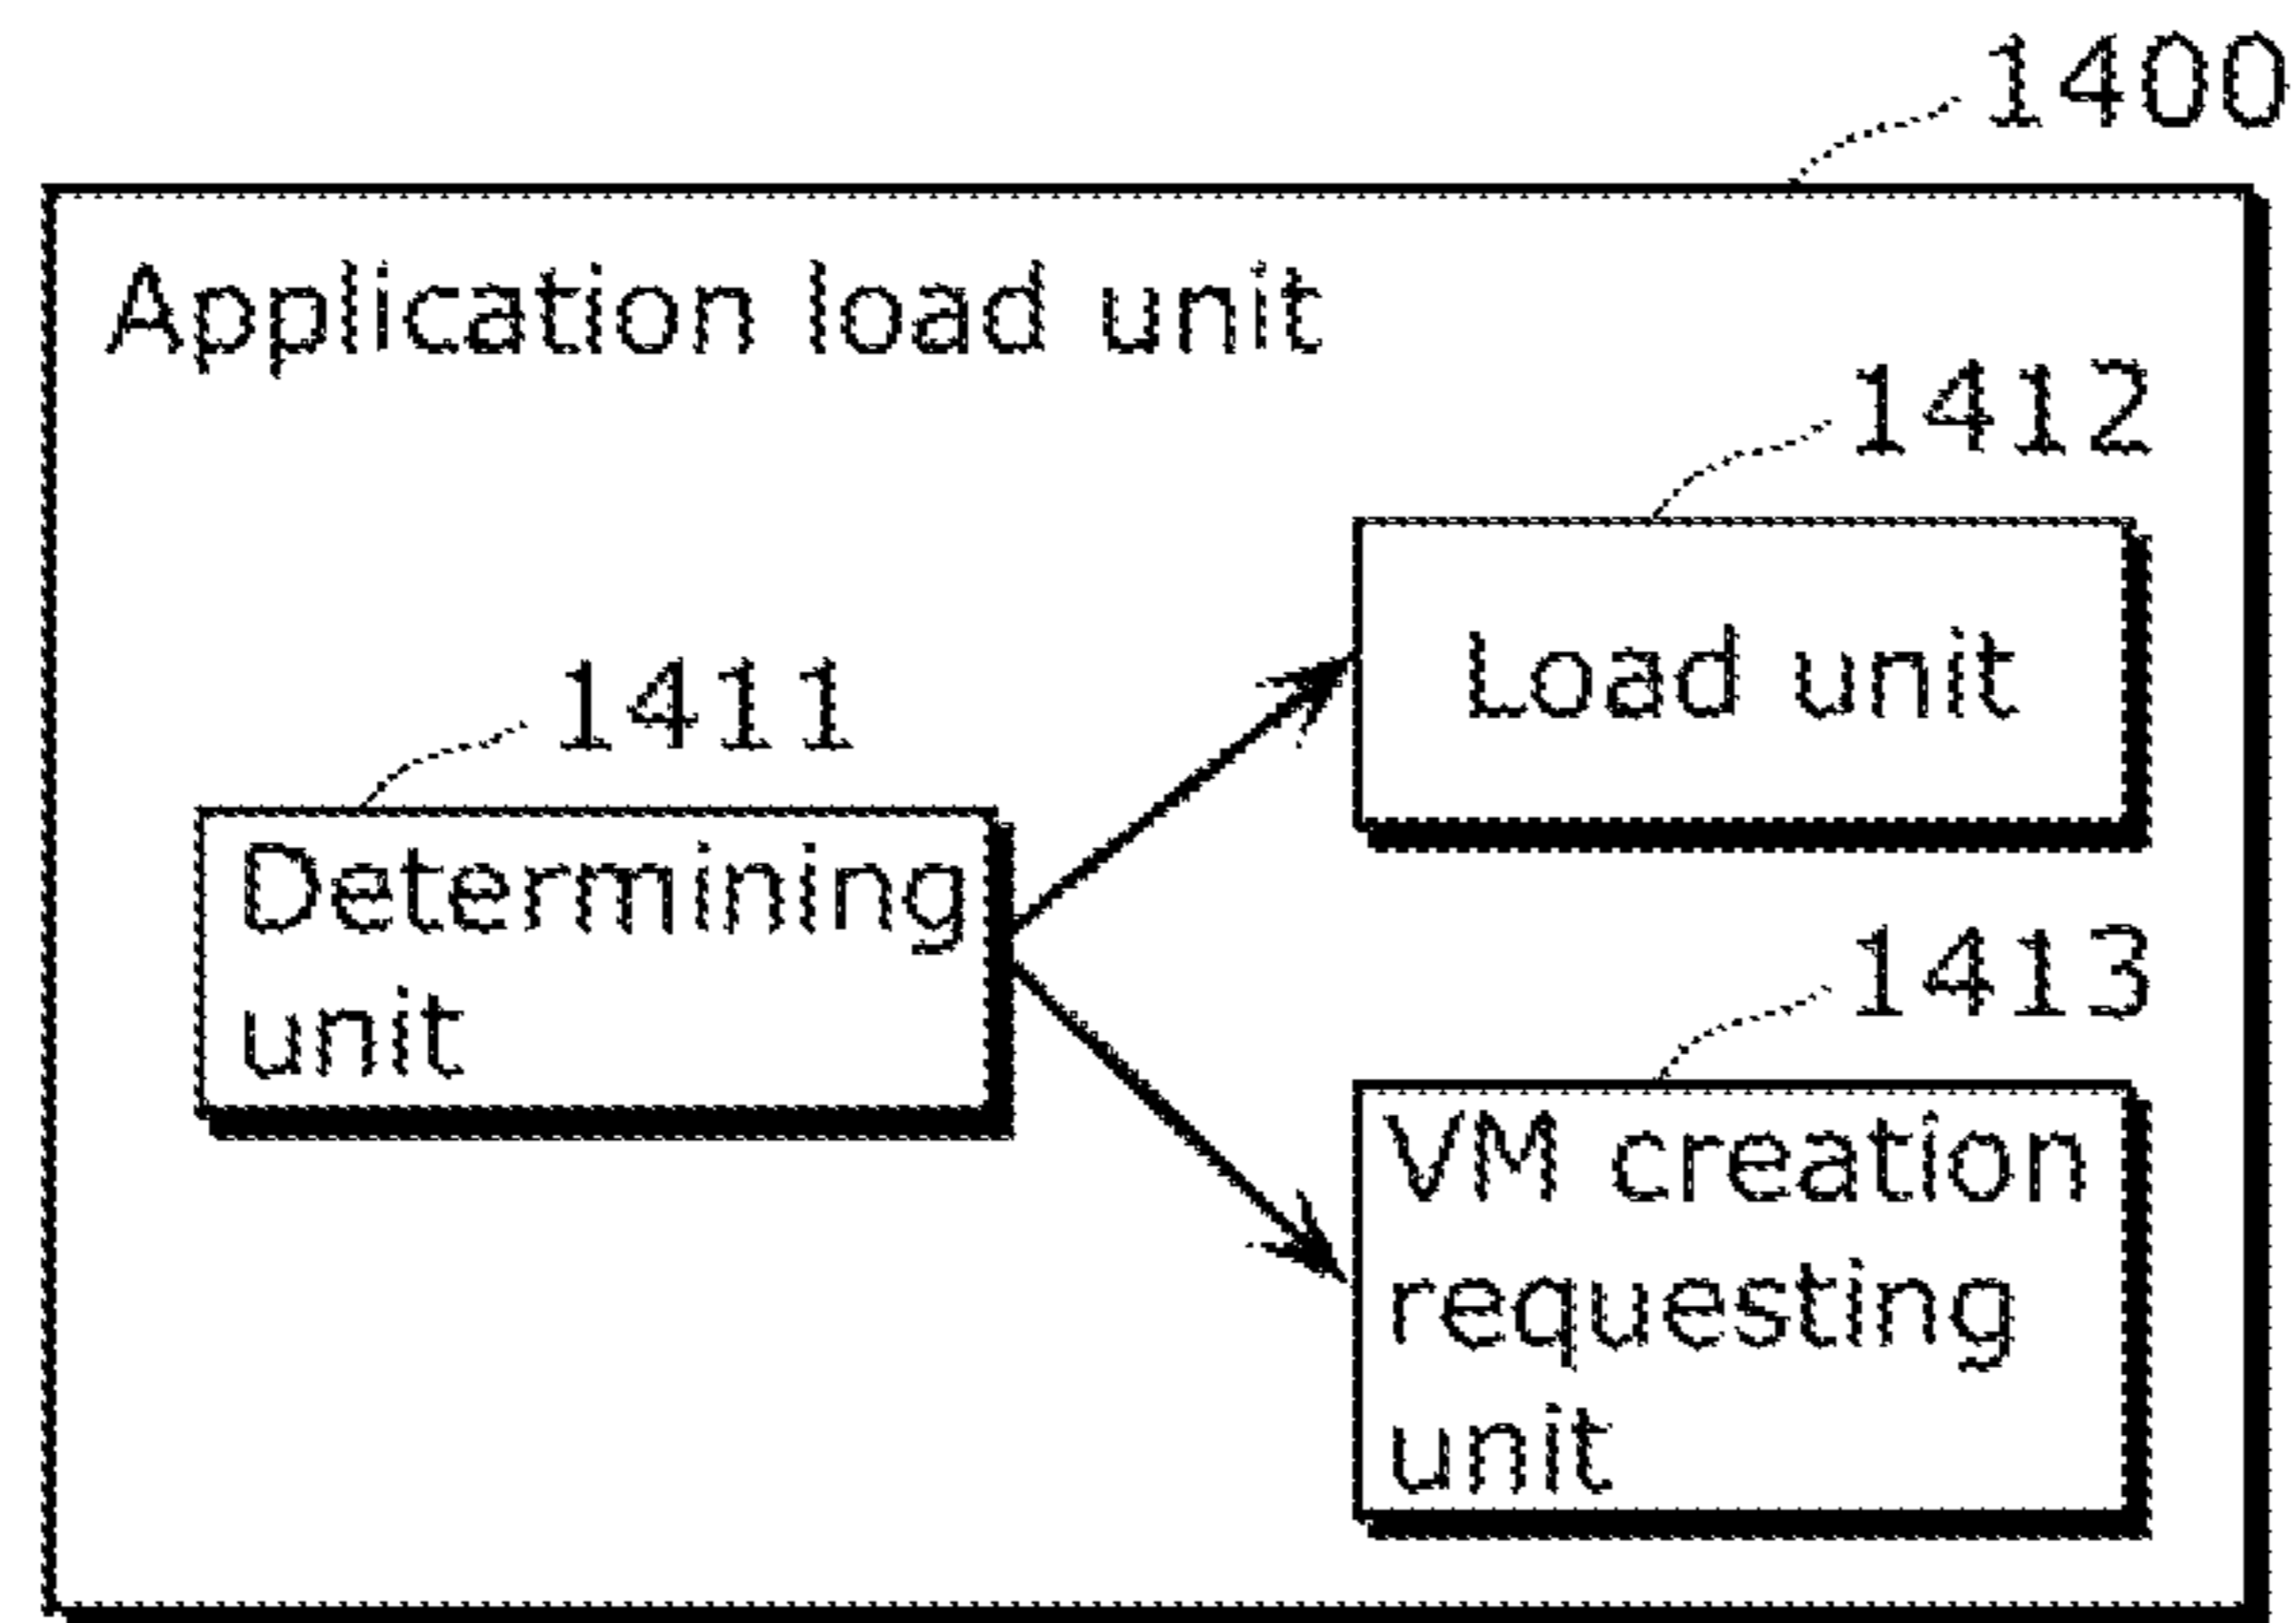 1400
Application load unit
1412
Load unit
1411
Determining
unit
1413
VM creation
requesting
unit